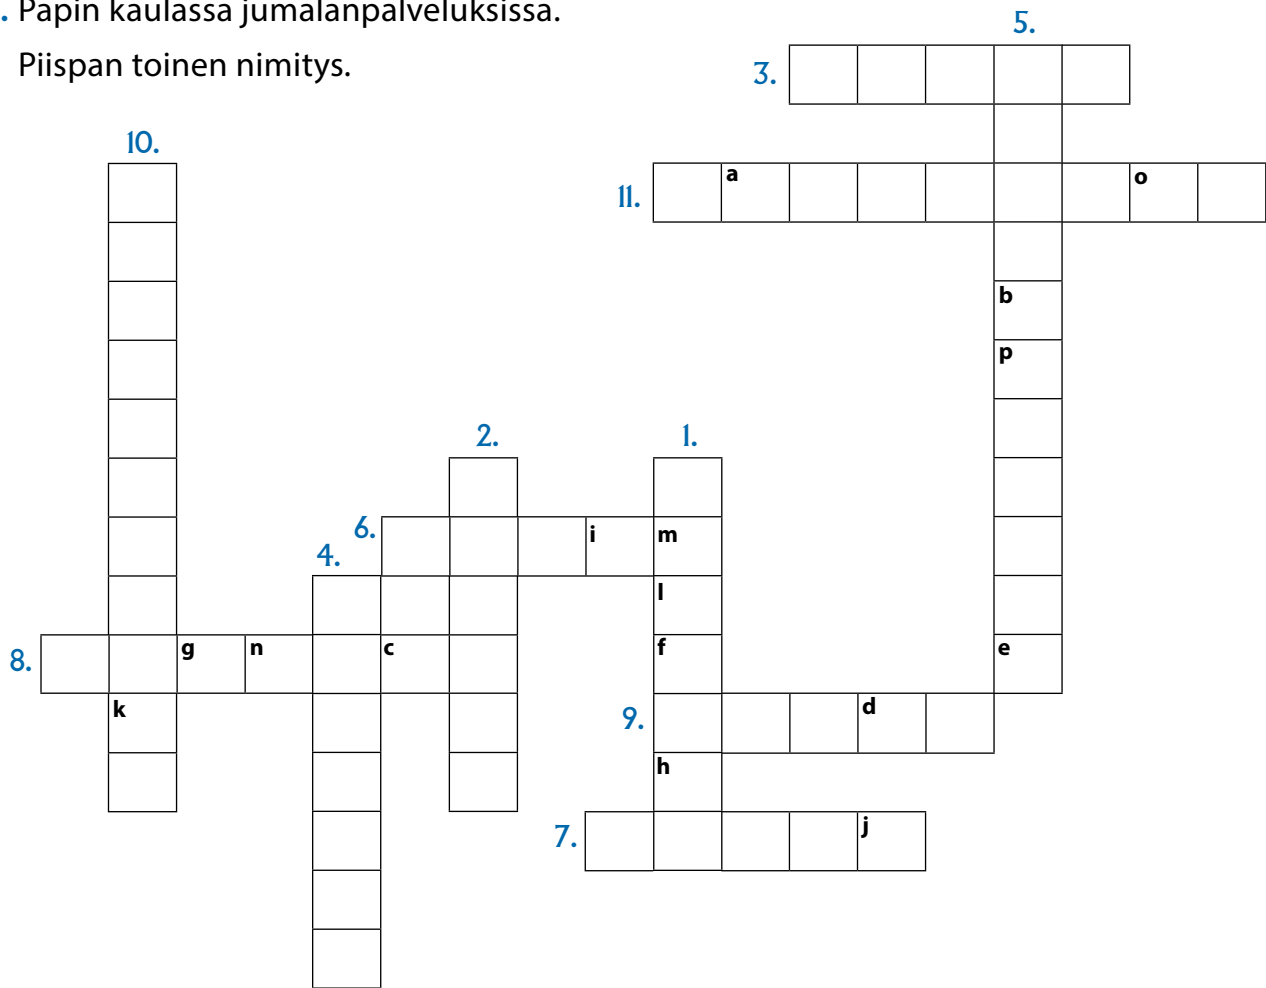 . Papin kaulassa jumalanpalveluksissa.
Piispan toinen nimitys.
5.
3.
10.
11. a o
b
p
2. 1.
6. i m
4.
l
8. g n c f e
k 9. d
h
7. j